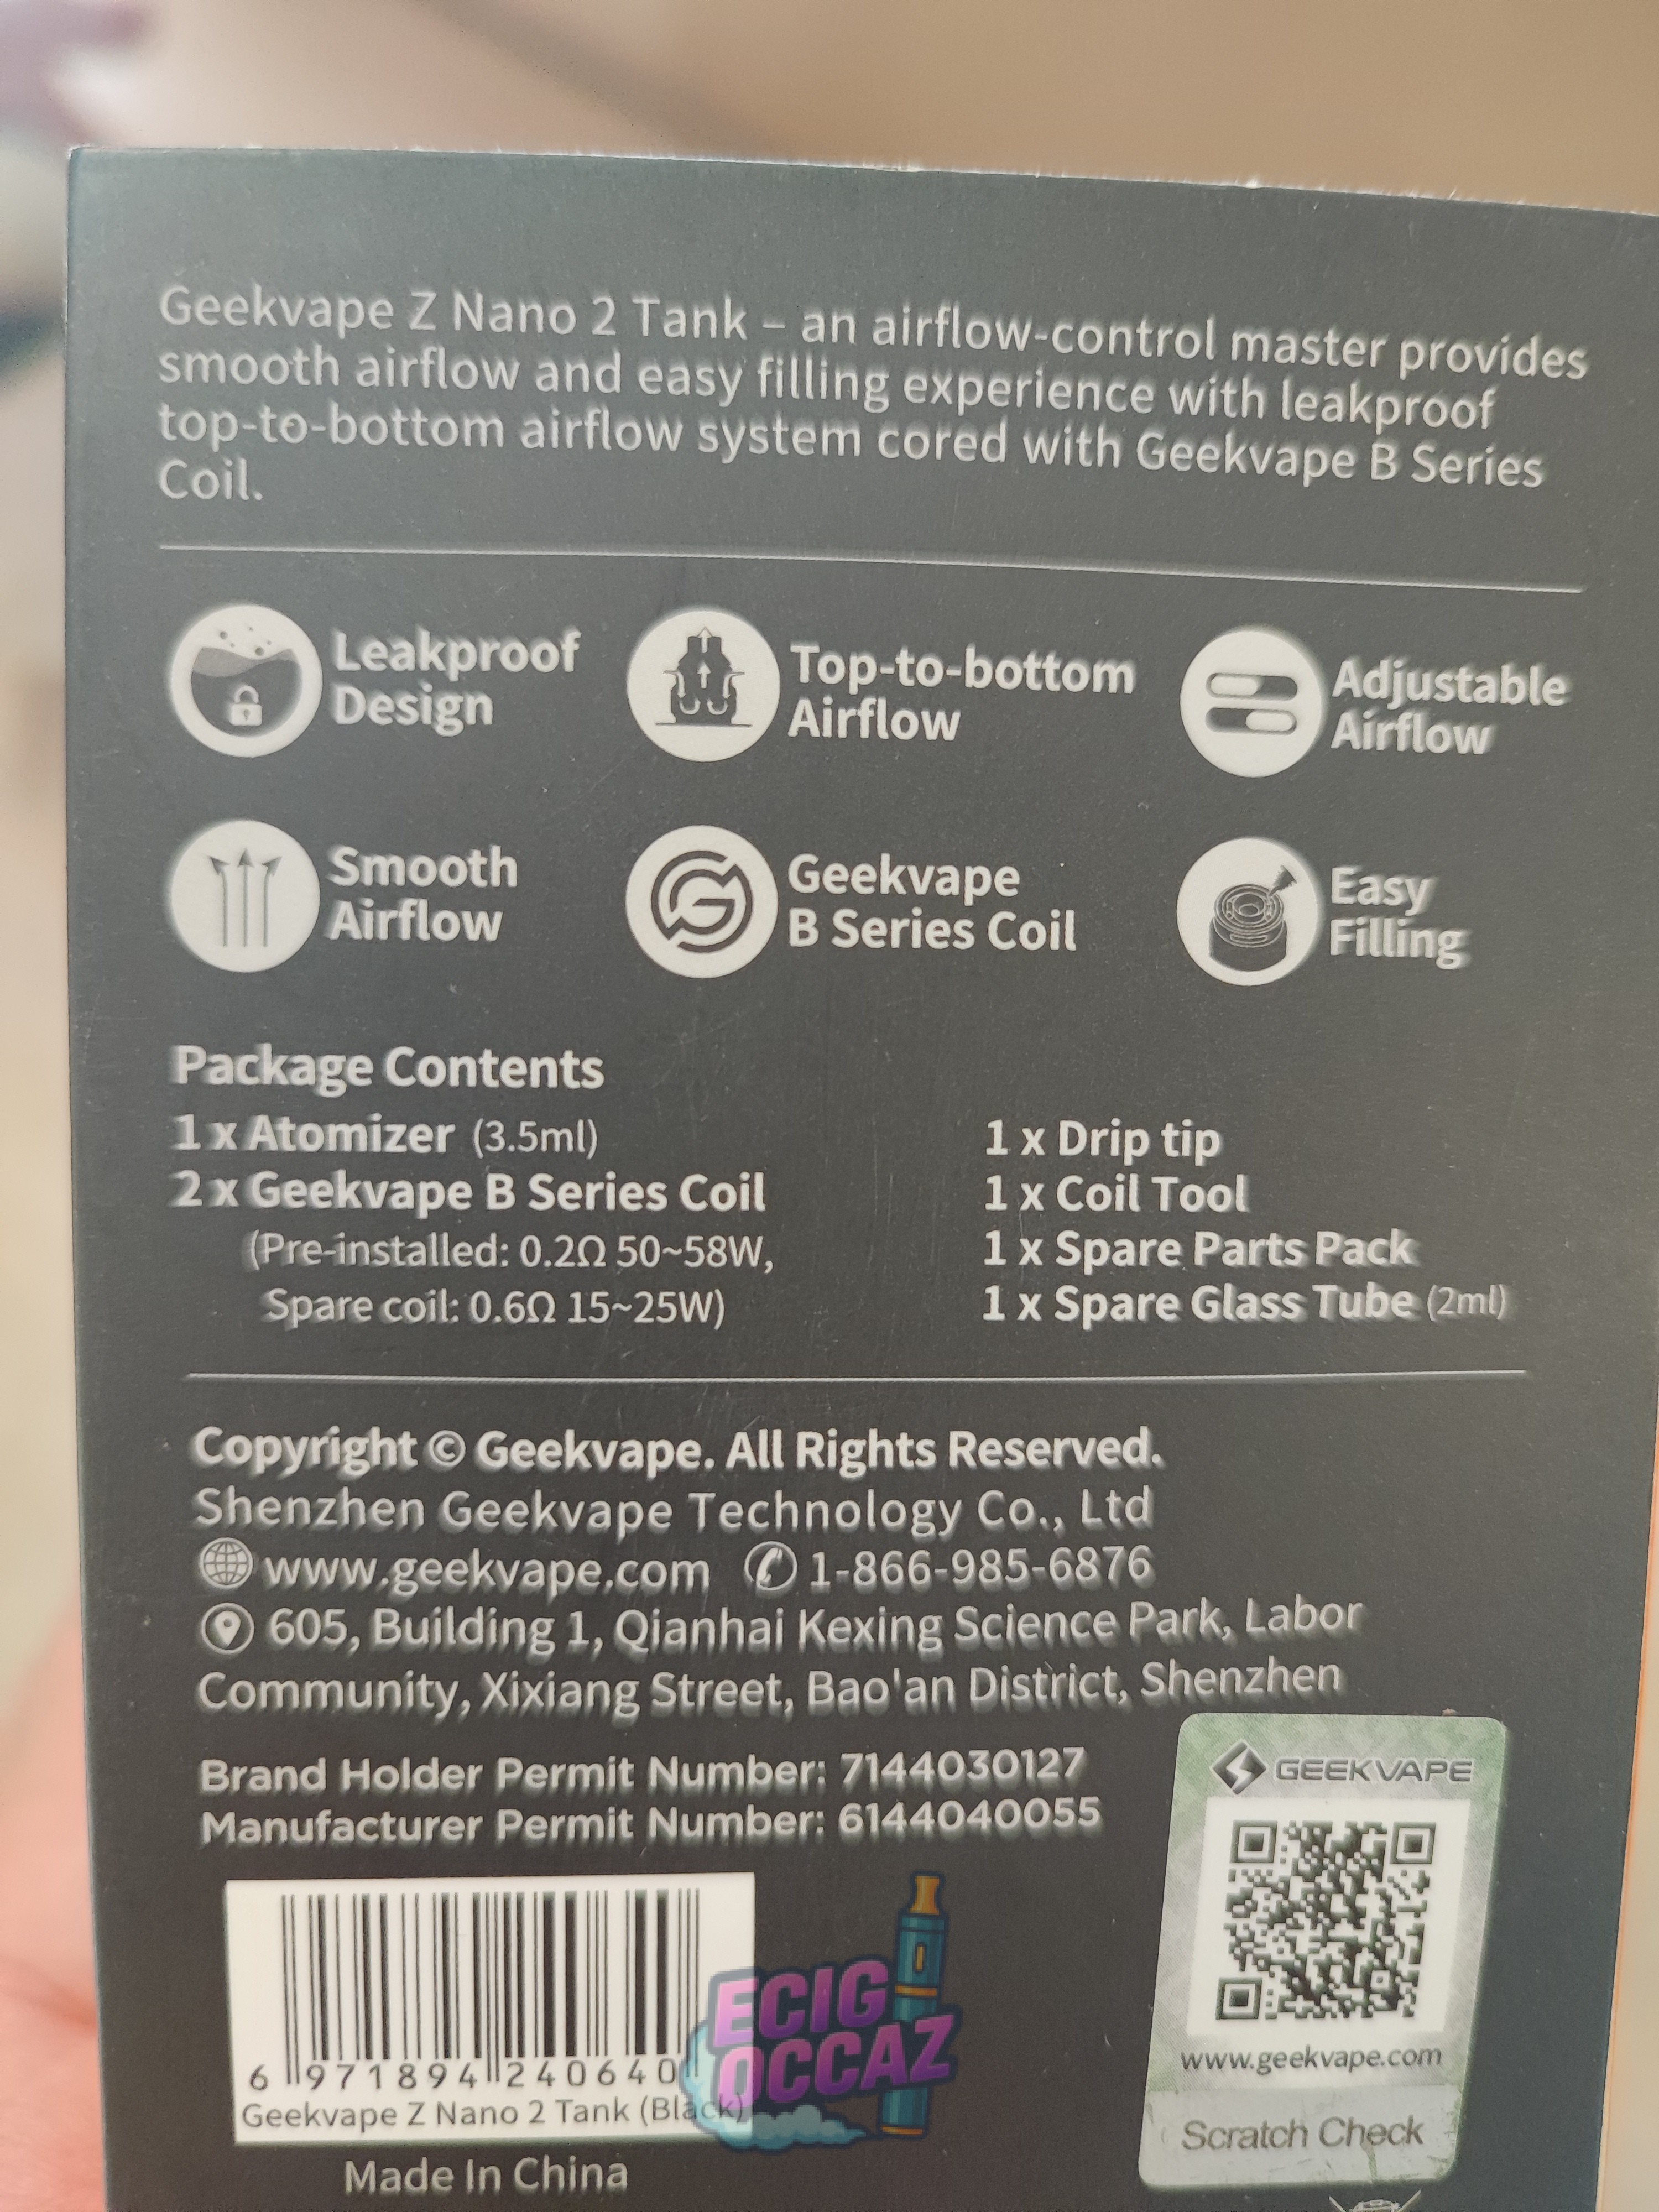 Geekvape Z Nano 2 Tank – an airflow-control master provides
smooth airflow and easy filling experience with leakproof
top-to-bottom airflow system cored with Geekvape B Series
Coil.
Leakproof
Design
Top-to-bottom
Airflow
Adjustable
Airflow
Smooth
Airflow
Geekvape
B Series Coil
Easy
Filling
Package Contents
1 x Atomizer (3.5ml)
2 x Geekvape B Series Coil
(Pre-installed: 0.2Ω 50~58W,
Spare coil: 0.6Ω 15~25W)
1 x Drip tip
1 x Coil Tool
1 x Spare Parts Pack
1 x Spare Glass Tube (2ml)
Copyright © Geekvape. All Rights Reserved.
Shenzhen Geekvape Technology Co., Ltd
www.geekvape.com 1-866-985-6876
605, Building 1, Qianhai Kexing Science Park, Labor
Community, Xixiang Street, Bao'an District, Shenzhen
Brand Holder Permit Number: 7144030127
Manufacturer Permit Number: 6144040055
6 971894 240640
Geekvape Z Nano 2 Tank (Black)
Made In China
ECIG
OCCAZ
GEEKVAPE
www.geekvape.com
Scratch Check